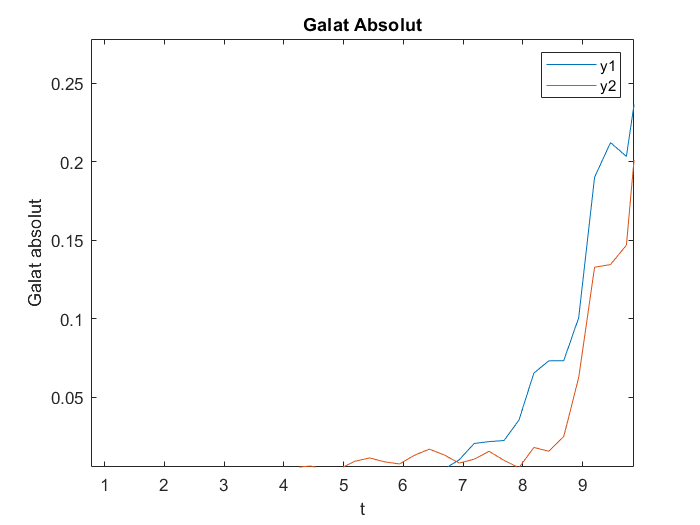 Galat Absolut
y1
y2
0.25
0.2
0.15
0.1
0.05
Galat absolut
1 2 3 4 5 6 7 8 9
t